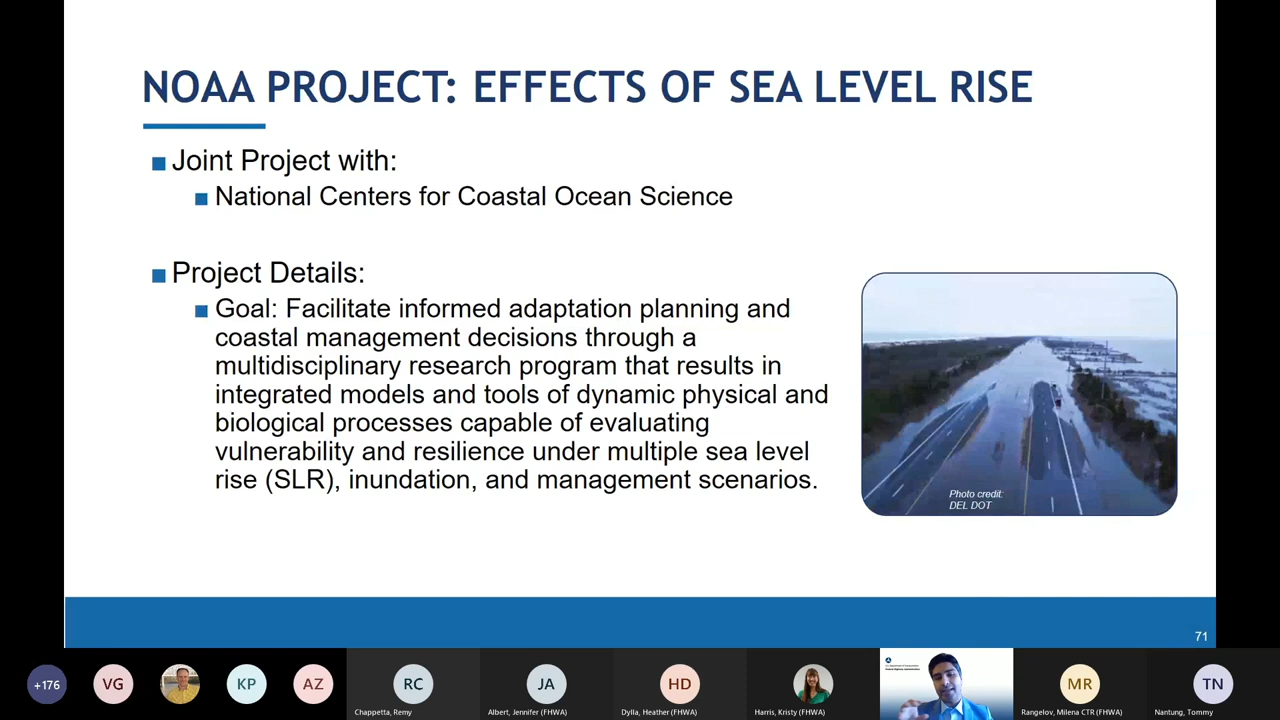 NOAA PROJECT: EFFECTS OF SEA LEVEL RISE
Joint Project with:
National Centers for Coastal Ocean Science
Project Details:
Goal: Facilitate informed adaptation planning and
coastal management decisions through a
multidisciplinary research program that results in
integrated models and tools of dynamic physical and
biological processes capable of evaluating
vulnerability and resilience under multiple sea level
rise (SLR), inundation, and management scenarios.
Photo credit:
DEL DOT
71
+176
VG
KP
AZ
RC
JA
HD
MR
TN
Chappetta, Remy
Albert, Jennifer (FHWA)
Dylla, Heather (FHWA)
Harris, Kristy (FHWA)
Rangelov, Milena CTR (FHWA)
Nantung, Tommy